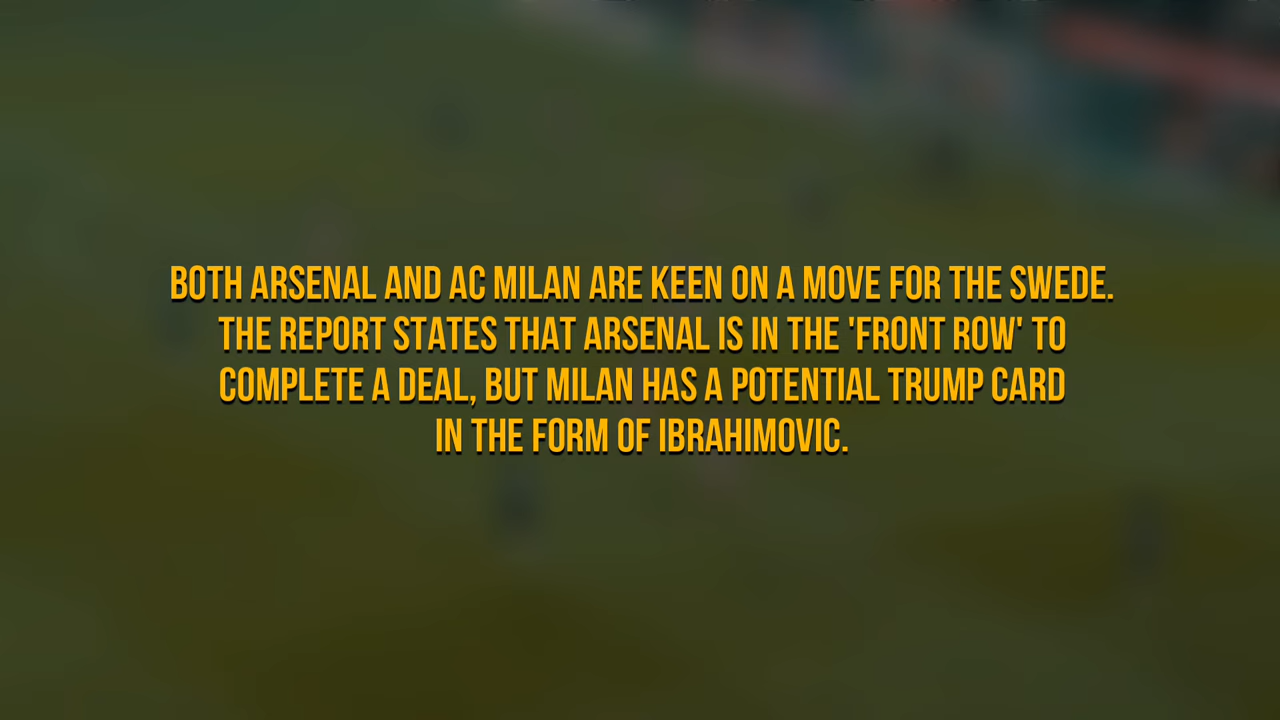 BOTH ARSENAL AND AC MILAN ARE KEEN ON A MOVE FOR THE SWEDE.
THE REPORT STATES THAT ARSENAL IS IN THE 'FRONT ROW' TO
COMPLETE A DEAL, BUT MILAN HAS A POTENTIAL TRUMP CARD
IN THE FORM OF IBRAHIMOVIC.